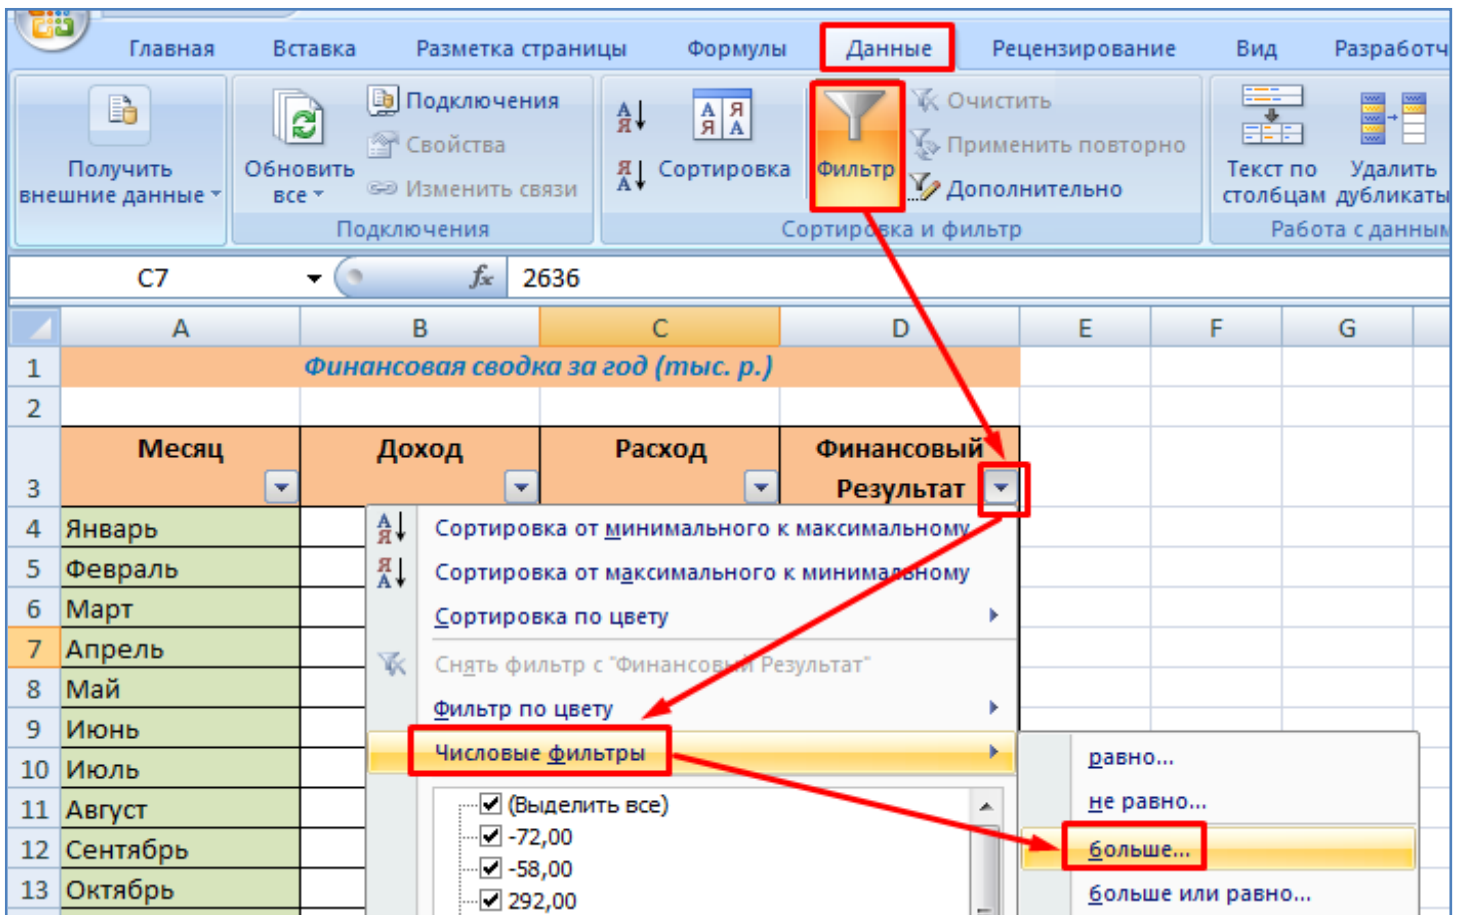 Главная Вставка Разметка страницы Формулы Данные Рецензирование Вид Разработч
Получить
внешние данные
Обновить
все
Подключения
Свойства
Изменить связи
Подключения
А
Я
Я
А
А Я
Я А
Сортировка
Фильтр
Очистить
Применить повторно
Дополнительно
Сортировка и фильтр
Текст по
столбцам
Удалить
дубликаты
Работа с данным
C7 fx 2636
A B C D E F G
1 Финансовая сводка за год (тыс. р.)
2
3 Месяц Доход Расход Финансовый
Результат
4 Январь
5 Февраль
6 Март
7 Апрель
8 Май
9 Июнь
10 Июль
11 Август
12 Сентябрь
13 Октябрь
А
Я
Сортировка от минимального к максимальному
Я
А
Сортировка от максимального к минимальному
Сортировка по цвету
Снять фильтр с "Финансовый Результат"
Фильтр по цвету
Числовые фильтры
(Выделить все)
-72,00
-58,00
292,00
равно...
не равно...
больше...
больше или равно...